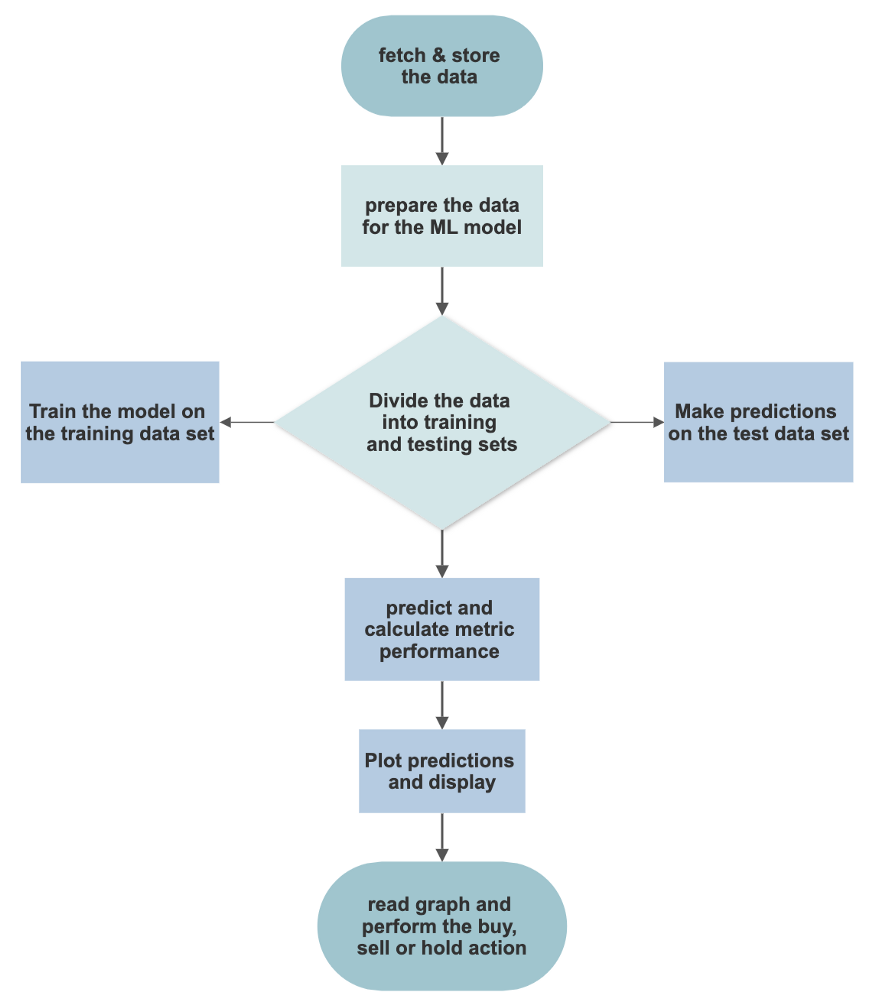 fetch & store
the data
prepare the data
for the ML model
Divide the data
into training
and testing sets
Train the model on
the training data set
Make predictions
on the test data set
predict and
calculate metric
performance
Plot predictions
and display
read graph and
perform the buy,
sell or hold action